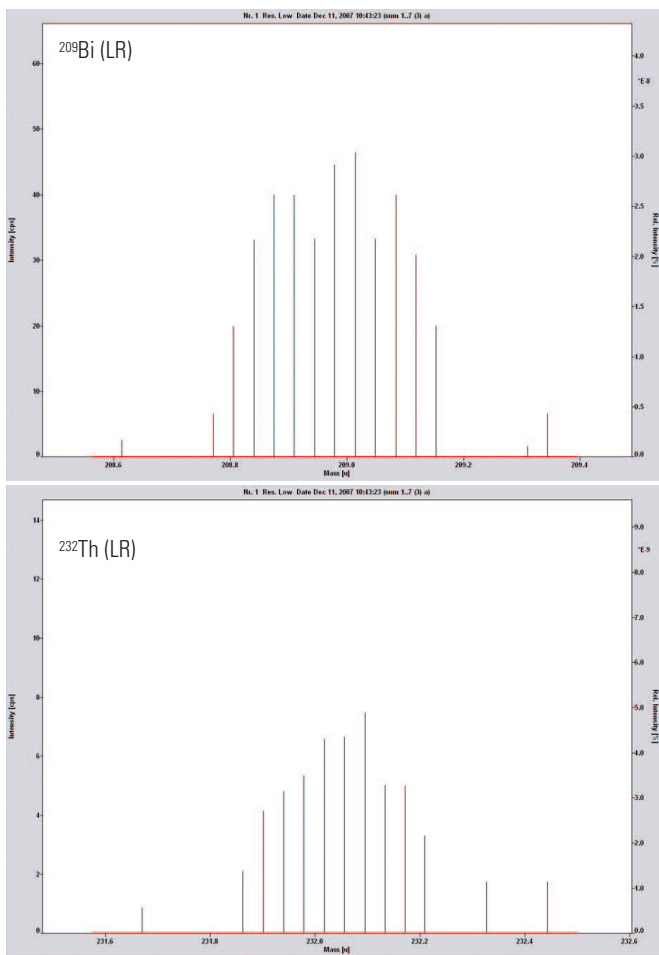 Nr. 1 Res. Low Date Dec 11, 2007 10:43:23 (sum 1..7 (3) a)
²⁰⁹Bi (LR)
60
50
40
30
20
10
0
Intensity [cps]
4.0
*E-8
3.5
3.0
2.5
2.0
1.5
1.0
0.5
0.0
Rel. Intensity [%]
208.6 208.8 209.0 209.2 209.4
Mass [u]
Nr. 1 Res. Low Date Dec 11, 2007 10:43:23 (sum 1..7 (3) a)
²³²Th (LR)
14
12
10
8
6
4
2
0
Intensity [cps]
9.0
*E-9
8.0
7.0
6.0
5.0
4.0
3.0
2.0
1.0
0.0
Rel. Intensity [%]
231.6 231.8 232.0 232.2 232.4 232.6
Mass [u]